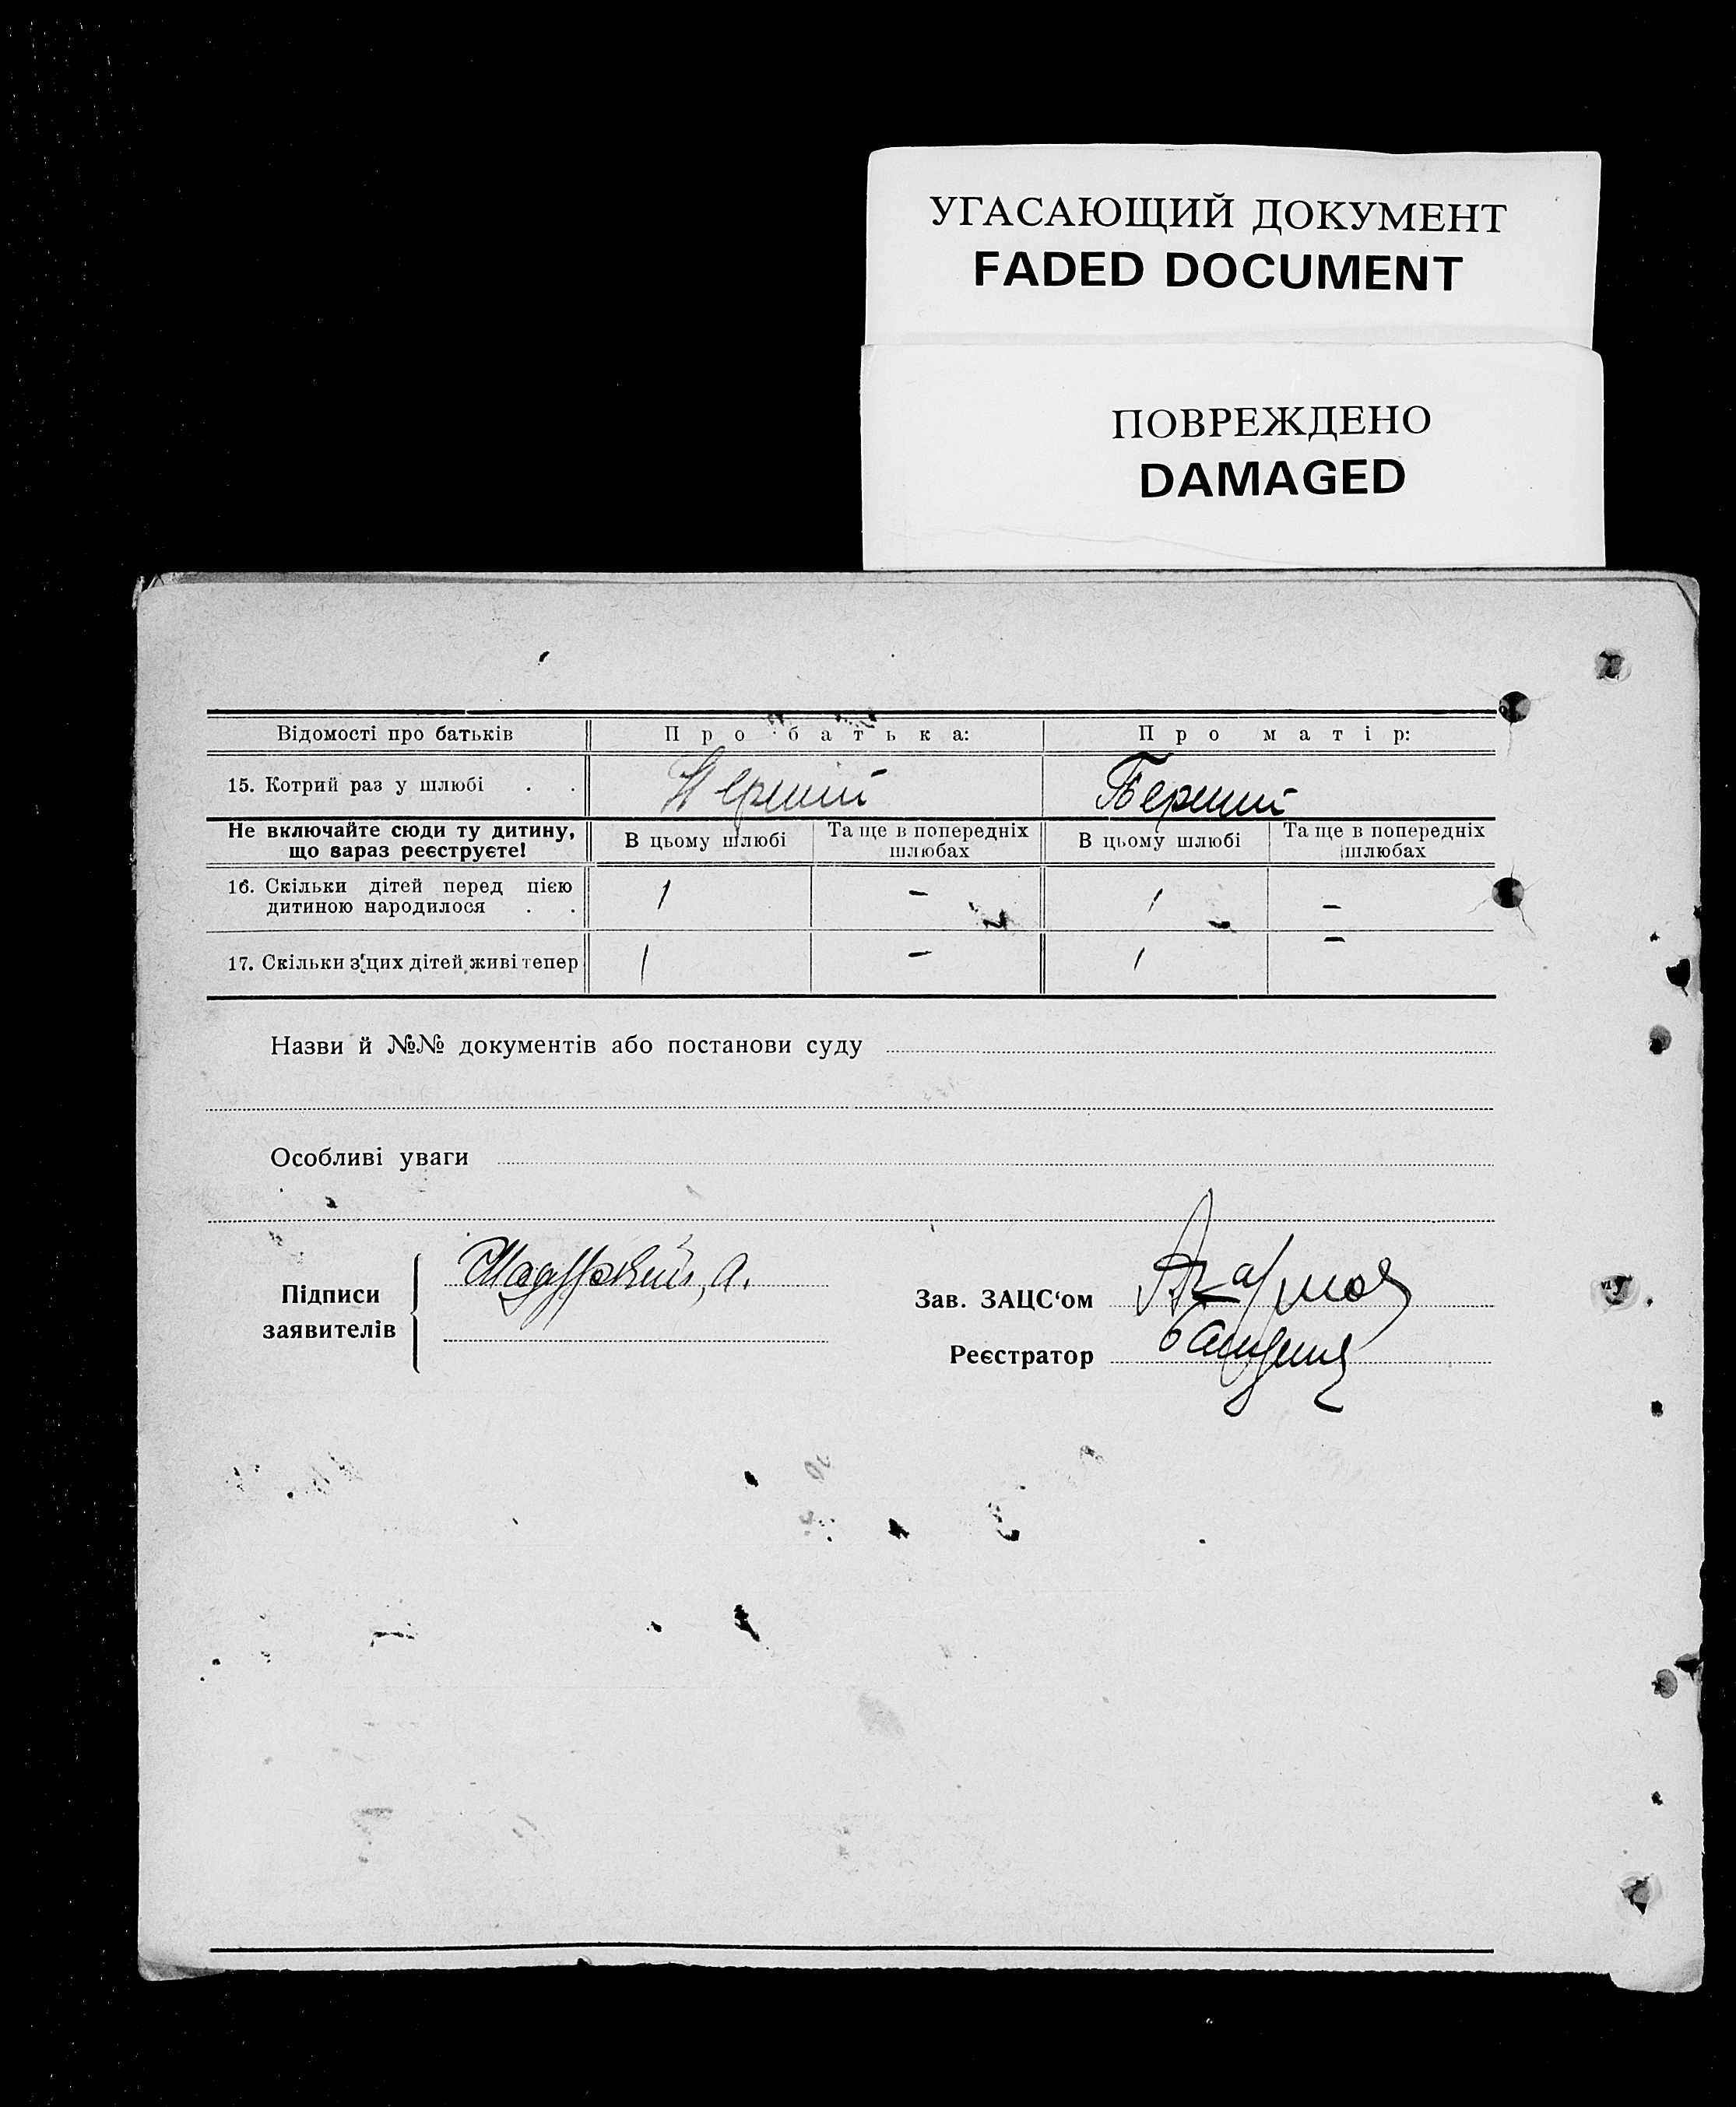 УГАСАЮЩИЙ ДОКУМЕНТ
FADED DOCUMENT
ПОВРЕЖДЕНО
DAMAGED
Відомості про батьків Про батька: Про матір:
15. Котрий раз у шлюбі . . Перший Перший
Не включайте сюди ту дитину, що зараз реєструєте! В цьому шлюбі Та ще в попередніх шлюбах В цьому шлюбі Та ще в попередніх шлюбах
16. Скільки дітей перед цією дитиною народилося . . 1 – 1 –
17. Скільки з цих дітей живі тепер 1 – 1 –
Назви й №№ документів або постанови суду
Особливі уваги
Підписи заявителів
Зав. ЗАЦС‘ом
Реєстратор